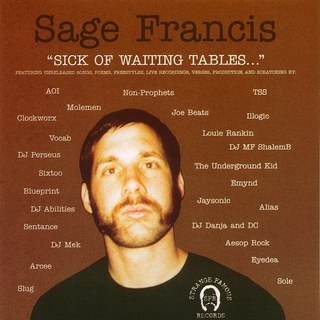 Sage Francis
"SICK OF WAITING TABLES..."
FEATURING UNRELEASED SONGS, POEMS, FREESTYLES, LIVE RECORDINGS, VERSES, PRODUCTION, AND SCRATCHING BY:
AOI
Non-Prophets
TSS
Molemen
Joe Beats
Clockworx
Illogic
Louie Rankin
Vocab
DJ MF ShalemB
DJ Perseus
The Underground Kid
Sixtoo
Emynd
Blueprint
Jaysonic
Alias
DJ Abilities
Sentance
DJ Danja and DC
DJ Mek
Aesop Rock
Eyedea
Arcee
Sole
Slug
STRANGE FAMOUS
SFR
RECORDS